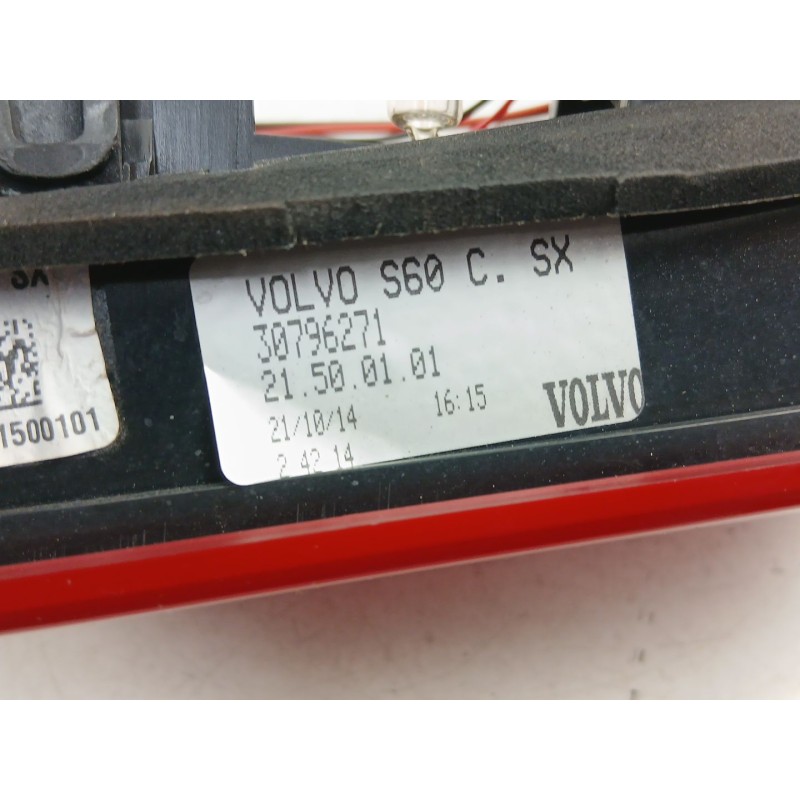 VOLVO S60 C. SX
30796271
21.50.01.01
21/10/14 16:15 VOLVO
2 42 14
SX
1500101